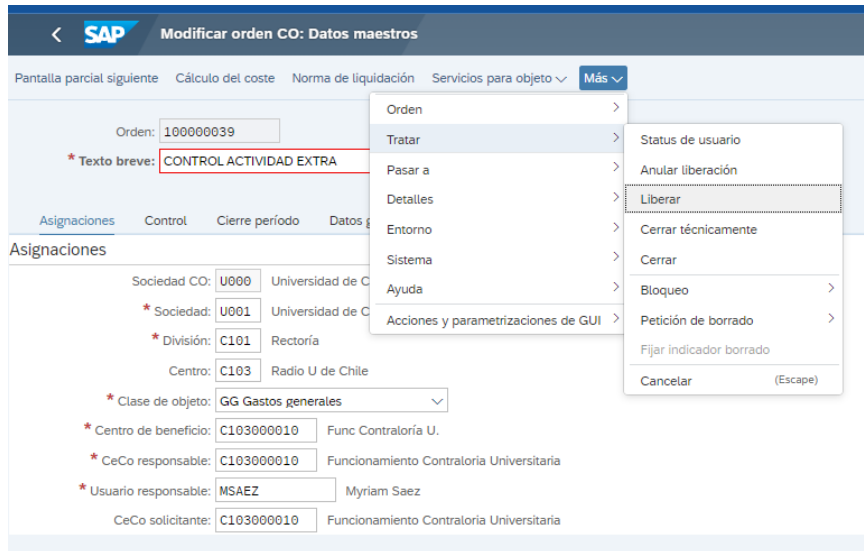 SAP Modificar orden CO: Datos maestros
Pantalla parcial siguiente Cálculo del coste Norma de liquidación Servicios para objeto Más
Orden: 100000039
* Texto breve: CONTROL ACTIVIDAD EXTRA
Orden
Tratar
Pasar a
Detalles
Entorno
Sistema
Ayuda
Acciones y parametrizaciones de GUI
Status de usuario
Anular liberación
Liberar
Cerrar técnicamente
Cerrar
Bloqueo
Petición de borrado
Fijar indicador borrado
Cancelar (Escape)
Asignaciones Control Cierre período Datos
Asignaciones
Sociedad CO: U000 Universidad de C
* Sociedad: U001 Universidad de C
* División: C101 Rectoría
Centro: C103 Radio U de Chile
* Clase de objeto: GG Gastos generales
* Centro de beneficio: C103000010 Func Contraloría U.
* CeCo responsable: C103000010 Funcionamiento Contraloria Universitaria
* Usuario responsable: MSAEZ Myriam Saez
CeCo solicitante: C103000010 Funcionamiento Contraloria Universitaria